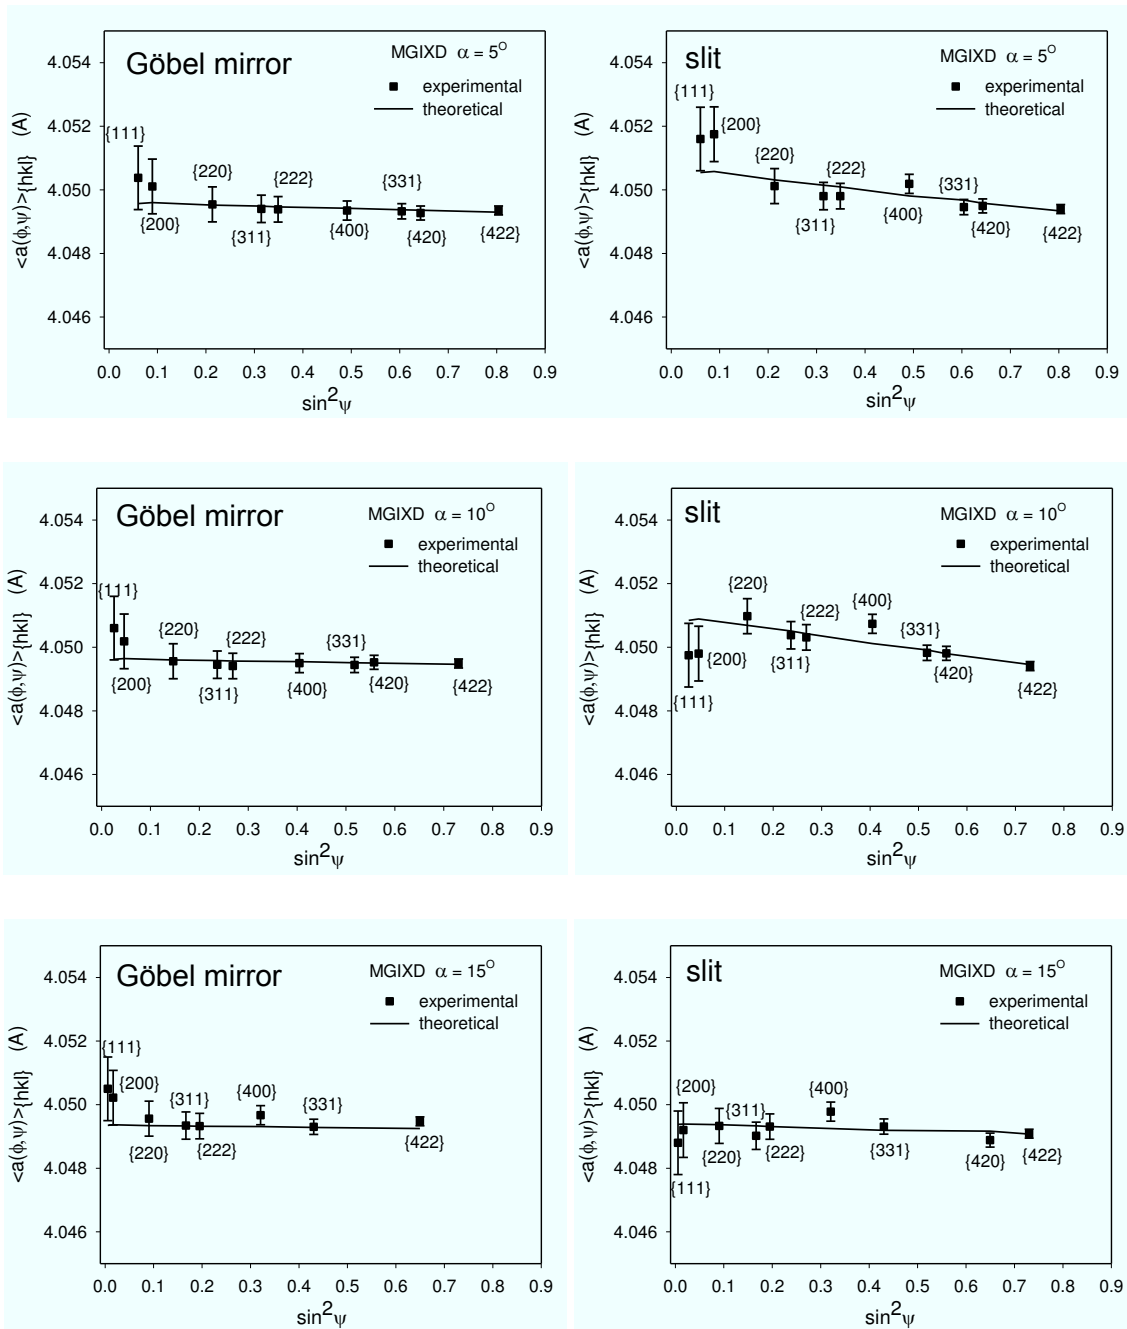 Göbel mirror
MGIXD α = 5°
experimental
theoretical
<a(ϕ,ψ)>{hkl} (A)
4.054
4.052
4.050
4.048
4.046
{111}
{200}
{220}
{311}
{222}
{400}
{331}
{420}
{422}
0.0 0.1 0.2 0.3 0.4 0.5 0.6 0.7 0.8 0.9
sin²ψ
slit
MGIXD α = 5°
experimental
theoretical
<a(ϕ,ψ)>{hkl} (A)
4.054
4.052
4.050
4.048
4.046
{111}
{200}
{220}
{311}
{222}
{400}
{331}
{420}
{422}
0.0 0.1 0.2 0.3 0.4 0.5 0.6 0.7 0.8 0.9
sin²ψ
Göbel mirror
MGIXD α = 10°
experimental
theoretical
<a(ϕ,ψ)>{hkl} (A)
4.054
4.052
4.050
4.048
4.046
{111}
{200}
{220}
{311}
{222}
{400}
{331}
{420}
{422}
0.0 0.1 0.2 0.3 0.4 0.5 0.6 0.7 0.8 0.9
sin²ψ
slit
MGIXD α = 10°
experimental
theoretical
<a(ϕ,ψ)>{hkl} (A)
4.054
4.052
4.050
4.048
4.046
{111}
{200}
{220}
{311}
{222}
{400}
{331}
{420}
{422}
0.0 0.1 0.2 0.3 0.4 0.5 0.6 0.7 0.8 0.9
sin²ψ
Göbel mirror
MGIXD α = 15°
experimental
theoretical
<a(ϕ,ψ)>{hkl} (A)
4.054
4.052
4.050
4.048
4.046
{111}
{200}
{220}
{311}
{222}
{400}
{331}
{422}
0.0 0.1 0.2 0.3 0.4 0.5 0.6 0.7 0.8 0.9
sin²ψ
slit
MGIXD α = 15°
experimental
theoretical
<a(ϕ,ψ)>{hkl} (A)
4.054
4.052
4.050
4.048
4.046
{200}
{111}
{220}
{311}
{222}
{400}
{331}
{420}
{422}
0.0 0.1 0.2 0.3 0.4 0.5 0.6 0.7 0.8 0.9
sin²ψ